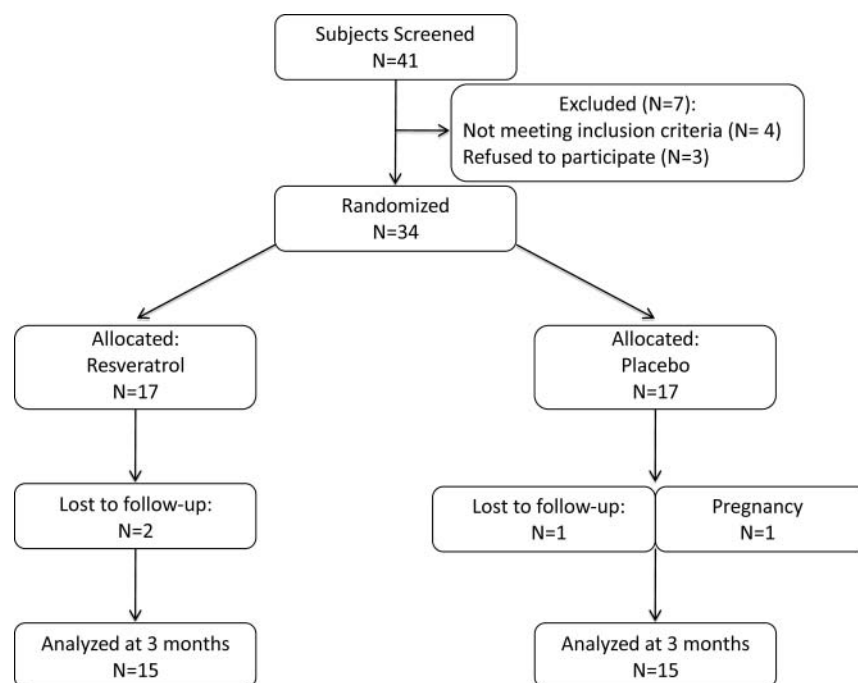 Subjects Screened
N=41
Excluded (N=7):
Not meeting inclusion criteria (N= 4)
Refused to participate (N=3)
Randomized
N=34
Allocated:
Resveratrol
N=17
Allocated:
Placebo
N=17
Lost to follow-up:
N=2
Lost to follow-up:
N=1
Pregnancy
N=1
Analyzed at 3 months
N=15
Analyzed at 3 months
N=15